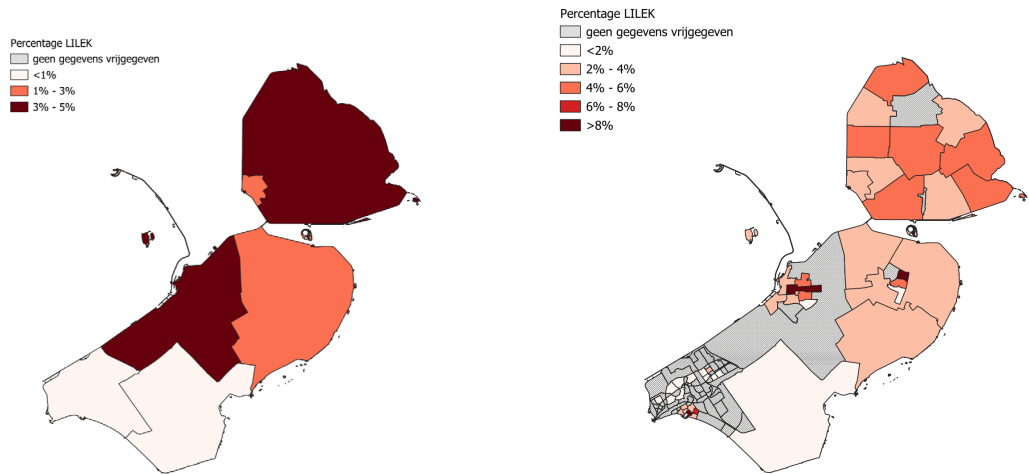 Percentage LILEK
geen gegevens vrijgegeven
<1%
1% - 3%
3% - 5%
Percentage LILEK
geen gegevens vrijgegeven
<2%
2% - 4%
4% - 6%
6% - 8%
>8%